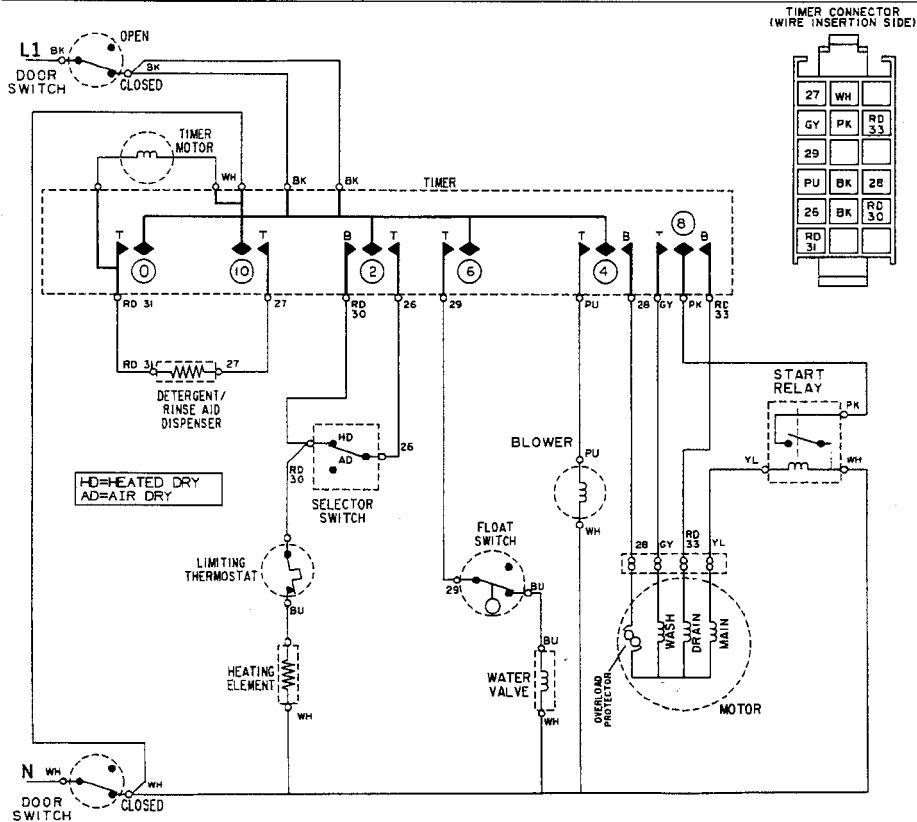 TIMER CONNECTOR
(WIRE INSERTION SIDE)
OPEN
L1 BK
BK
DOOR
SWITCH
CLOSED
27 WH
GY PK RD 33
29
PU BK 28
26 BK RD 30
RD 31
TIMER
MOTOR
WH
BK
BK
TIMER
T
T
B
T
T
T
B
T
8
B
0
10
2
6
4
RD 31
27
RD
30
26
29
PU
28
GY
PK
RD
33
RD 31
27
DETERGENT/
RINSE AID
DISPENSER
START
RELAY
PK
HD
AD
26
RD
30
SELECTOR
SWITCH
BLOWER
PU
WH
YL
WH
HD=HEATED DRY
AD=AIR DRY
FLOAT
SWITCH
29
BU
LIMITING
THERMOSTAT
BU
28
GY
RD
33
YL
WASH
DRAIN
MAIN
OVERLOAD
PROTECTOR
MOTOR
HEATING
ELEMENT
WH
BU
WATER
VALVE
WH
N WH
WH
DOOR
SWITCH
CLOSED